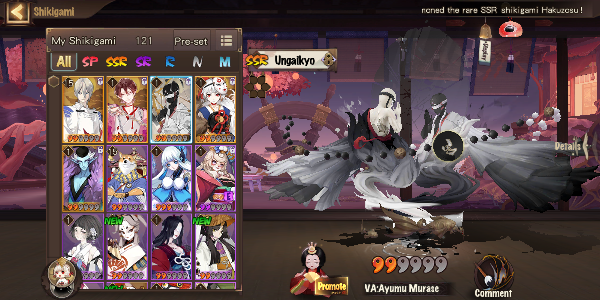 Shikigami
noned the rare SSR shikigami Hakuzosu!
My Shikigami 121 Pre-set
All SP SSR SR R N M
SSR Ungaikyo
Display
Details
NEW NEW
999999
Promote
VA:Ayumu Murase
Comment